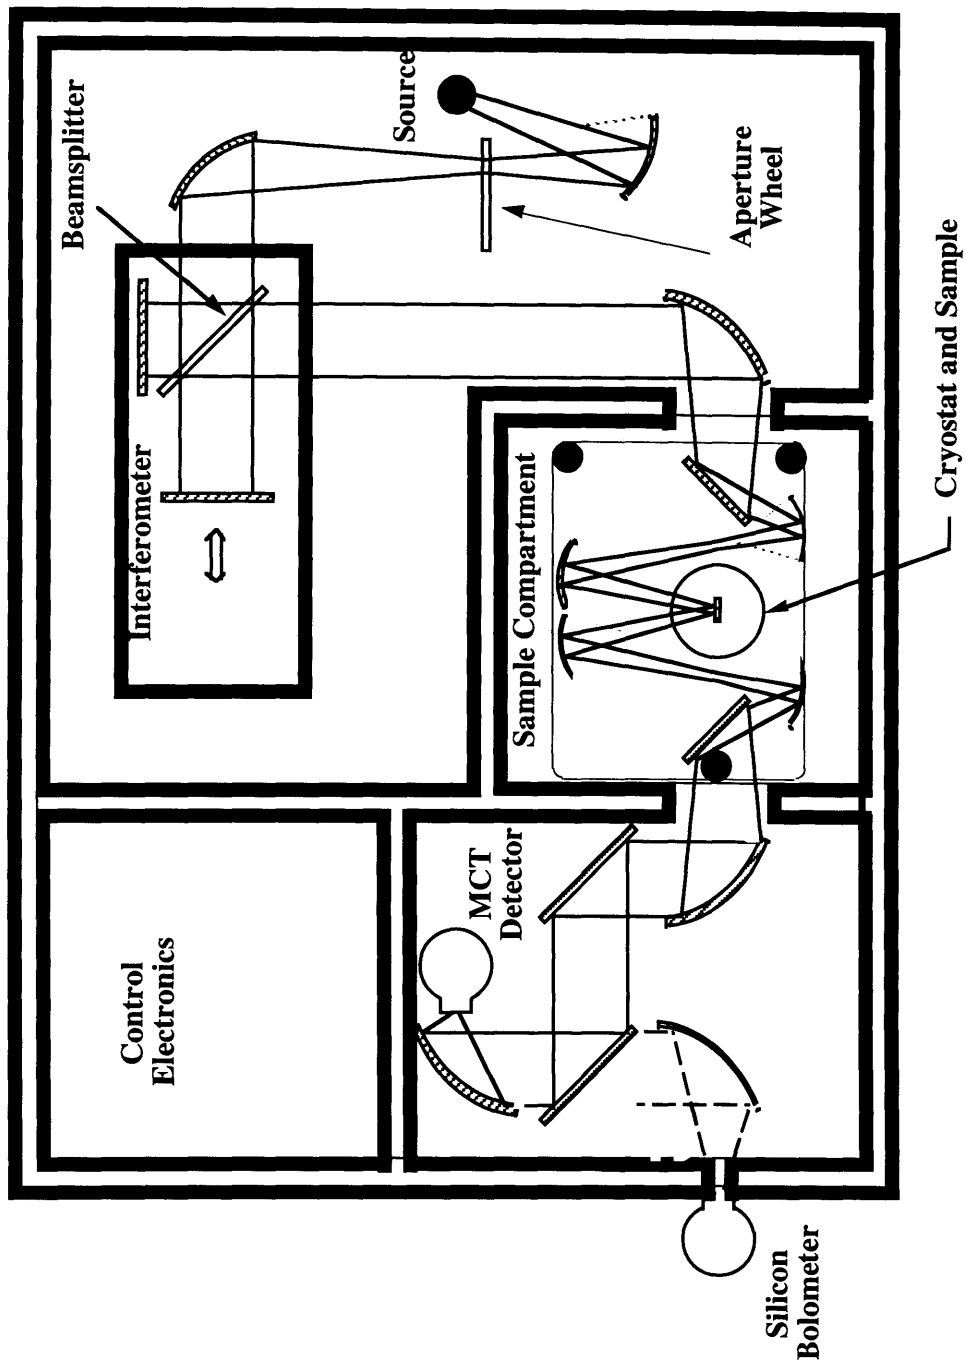 Control
Electronics
Silicon
Bolometer
MCT
Detector
Interferometer
Sample Compartment
Beamsplitter
Source
Aperture
Wheel
Cryostat and Sample